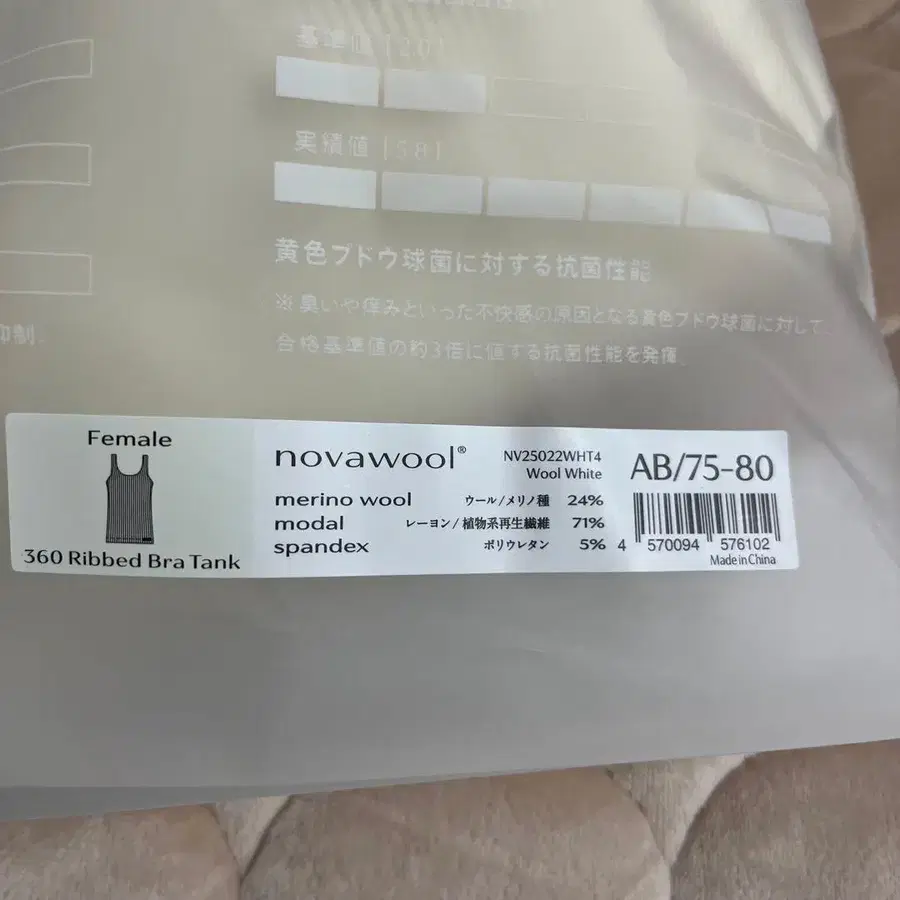 基準値 [2.0]
実績値 [5.8]
黄色ブドウ球菌に対する抗菌性能
※臭いや痒みといった不快感の原因となる黄色ブドウ球菌に対して、
合格基準値の約3倍に値する抗菌性能を発揮。
抑制。
Female
360 Ribbed Bra Tank
novawool®
NV25022WHT4
Wool White
merino wool ウール/メリノ種 24%
modal レーヨン/植物系再生繊維 71%
spandex ポリウレタン 5%
AB/75-80
4 570094 576102
Made in China